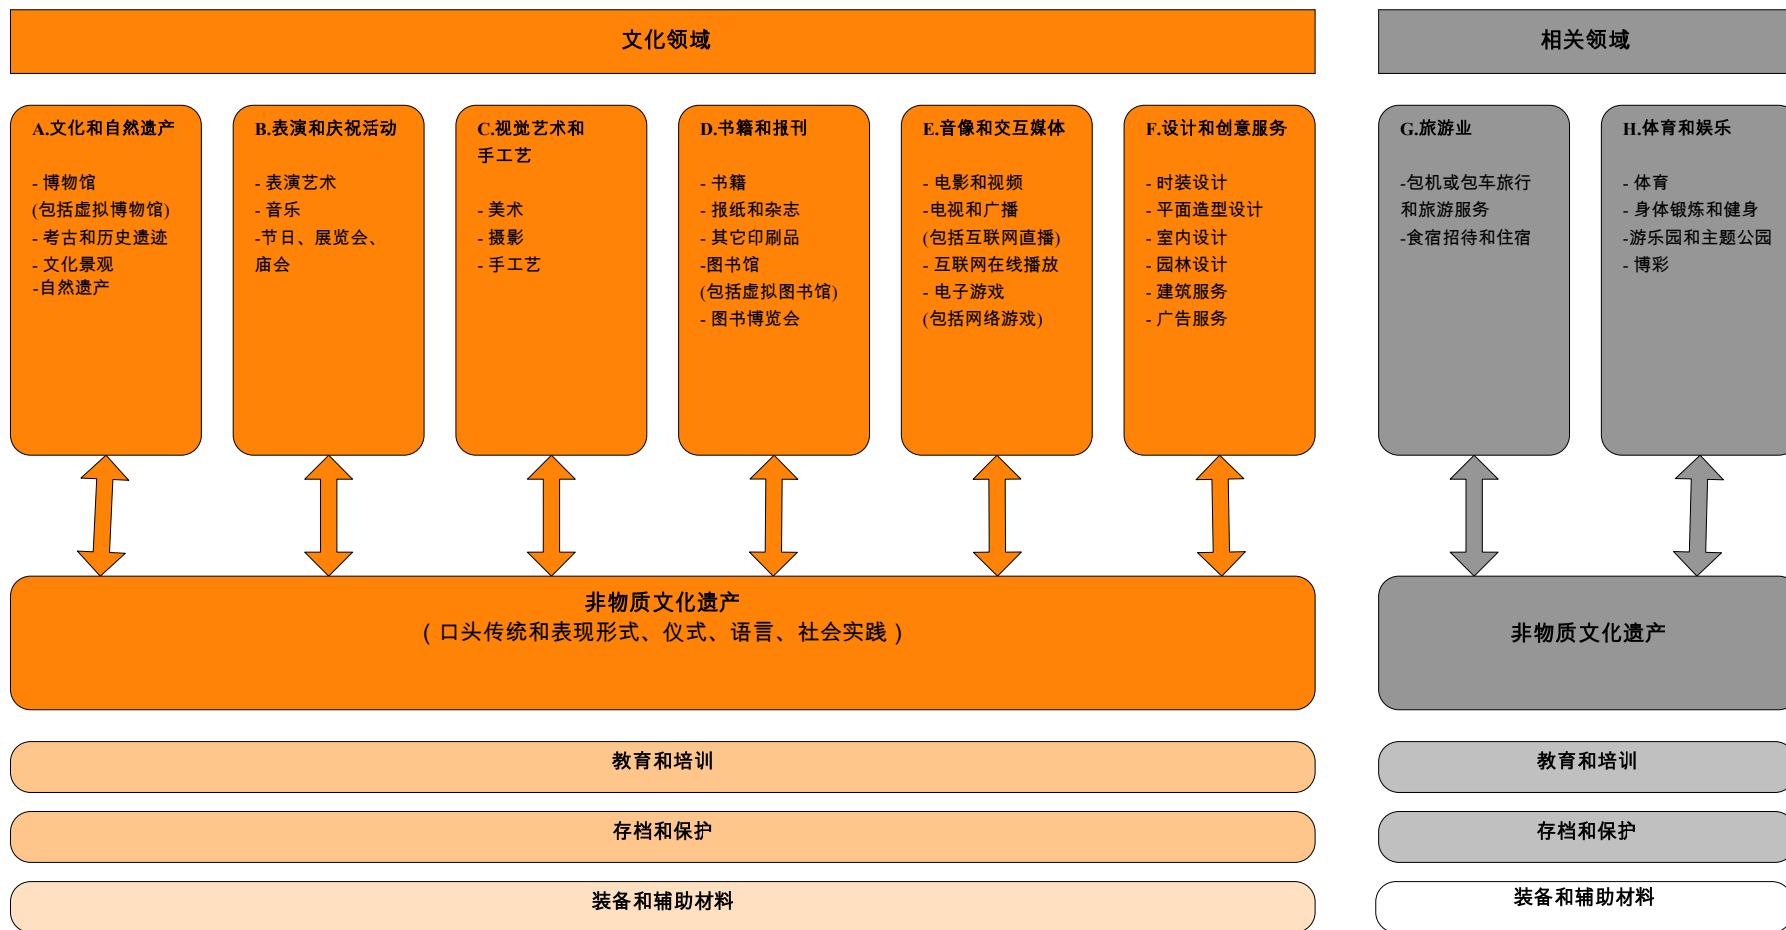 文化领域
相关领域
A.文化和自然遗产
- 博物馆
(包括虚拟博物馆)
- 考古和历史遗迹
- 文化景观
-自然遗产
B.表演和庆祝活动
- 表演艺术
- 音乐
-节日、展览会、
庙会
C.视觉艺术和
手工艺
- 美术
- 摄影
- 手工艺
D.书籍和报刊
- 书籍
- 报纸和杂志
- 其它印刷品
-图书馆
(包括虚拟图书馆)
- 图书博览会
E.音像和交互媒体
- 电影和视频
-电视和广播
(包括互联网直播)
- 互联网在线播放
- 电子游戏
(包括网络游戏)
F.设计和创意服务
- 时装设计
- 平面造型设计
- 室内设计
- 园林设计
- 建筑服务
- 广告服务
G.旅游业
-包机或包车旅行
和旅游服务
-食宿招待和住宿
H.体育和娱乐
- 体育
- 身体锻炼和健身
-游乐园和主题公园
- 博彩
非物质文化遗产
（口头传统和表现形式、仪式、语言、社会实践）
非物质文化遗产
教育和培训
教育和培训
存档和保护
存档和保护
装备和辅助材料
装备和辅助材料